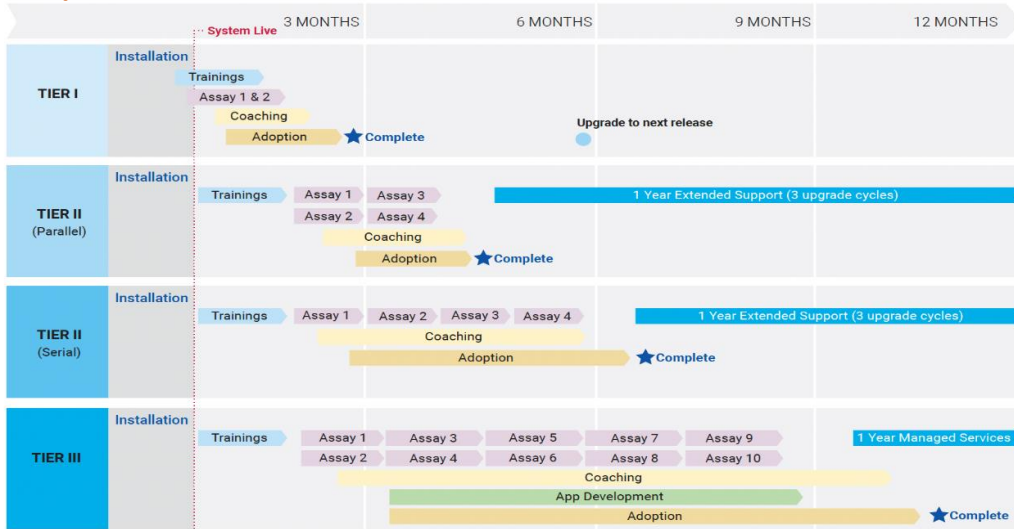 3 MONTHS
6 MONTHS
9 MONTHS
12 MONTHS
System Live
TIER I
Installation
Trainings
Assay 1 & 2
Coaching
Adoption
Complete
Upgrade to next release
TIER II
(Parallel)
Installation
Trainings
Assay 1
Assay 3
1 Year Extended Support (3 upgrade cycles)
Assay 2
Assay 4
Coaching
Adoption
Complete
TIER II
(Serial)
Installation
Trainings
Assay 1
Assay 2
Assay 3
Assay 4
1 Year Extended Support (3 upgrade cycles)
Coaching
Adoption
Complete
TIER III
Installation
Trainings
Assay 1
Assay 3
Assay 5
Assay 7
Assay 9
1 Year Managed Services
Assay 2
Assay 4
Assay 6
Assay 8
Assay 10
Coaching
App Development
Adoption
Complete